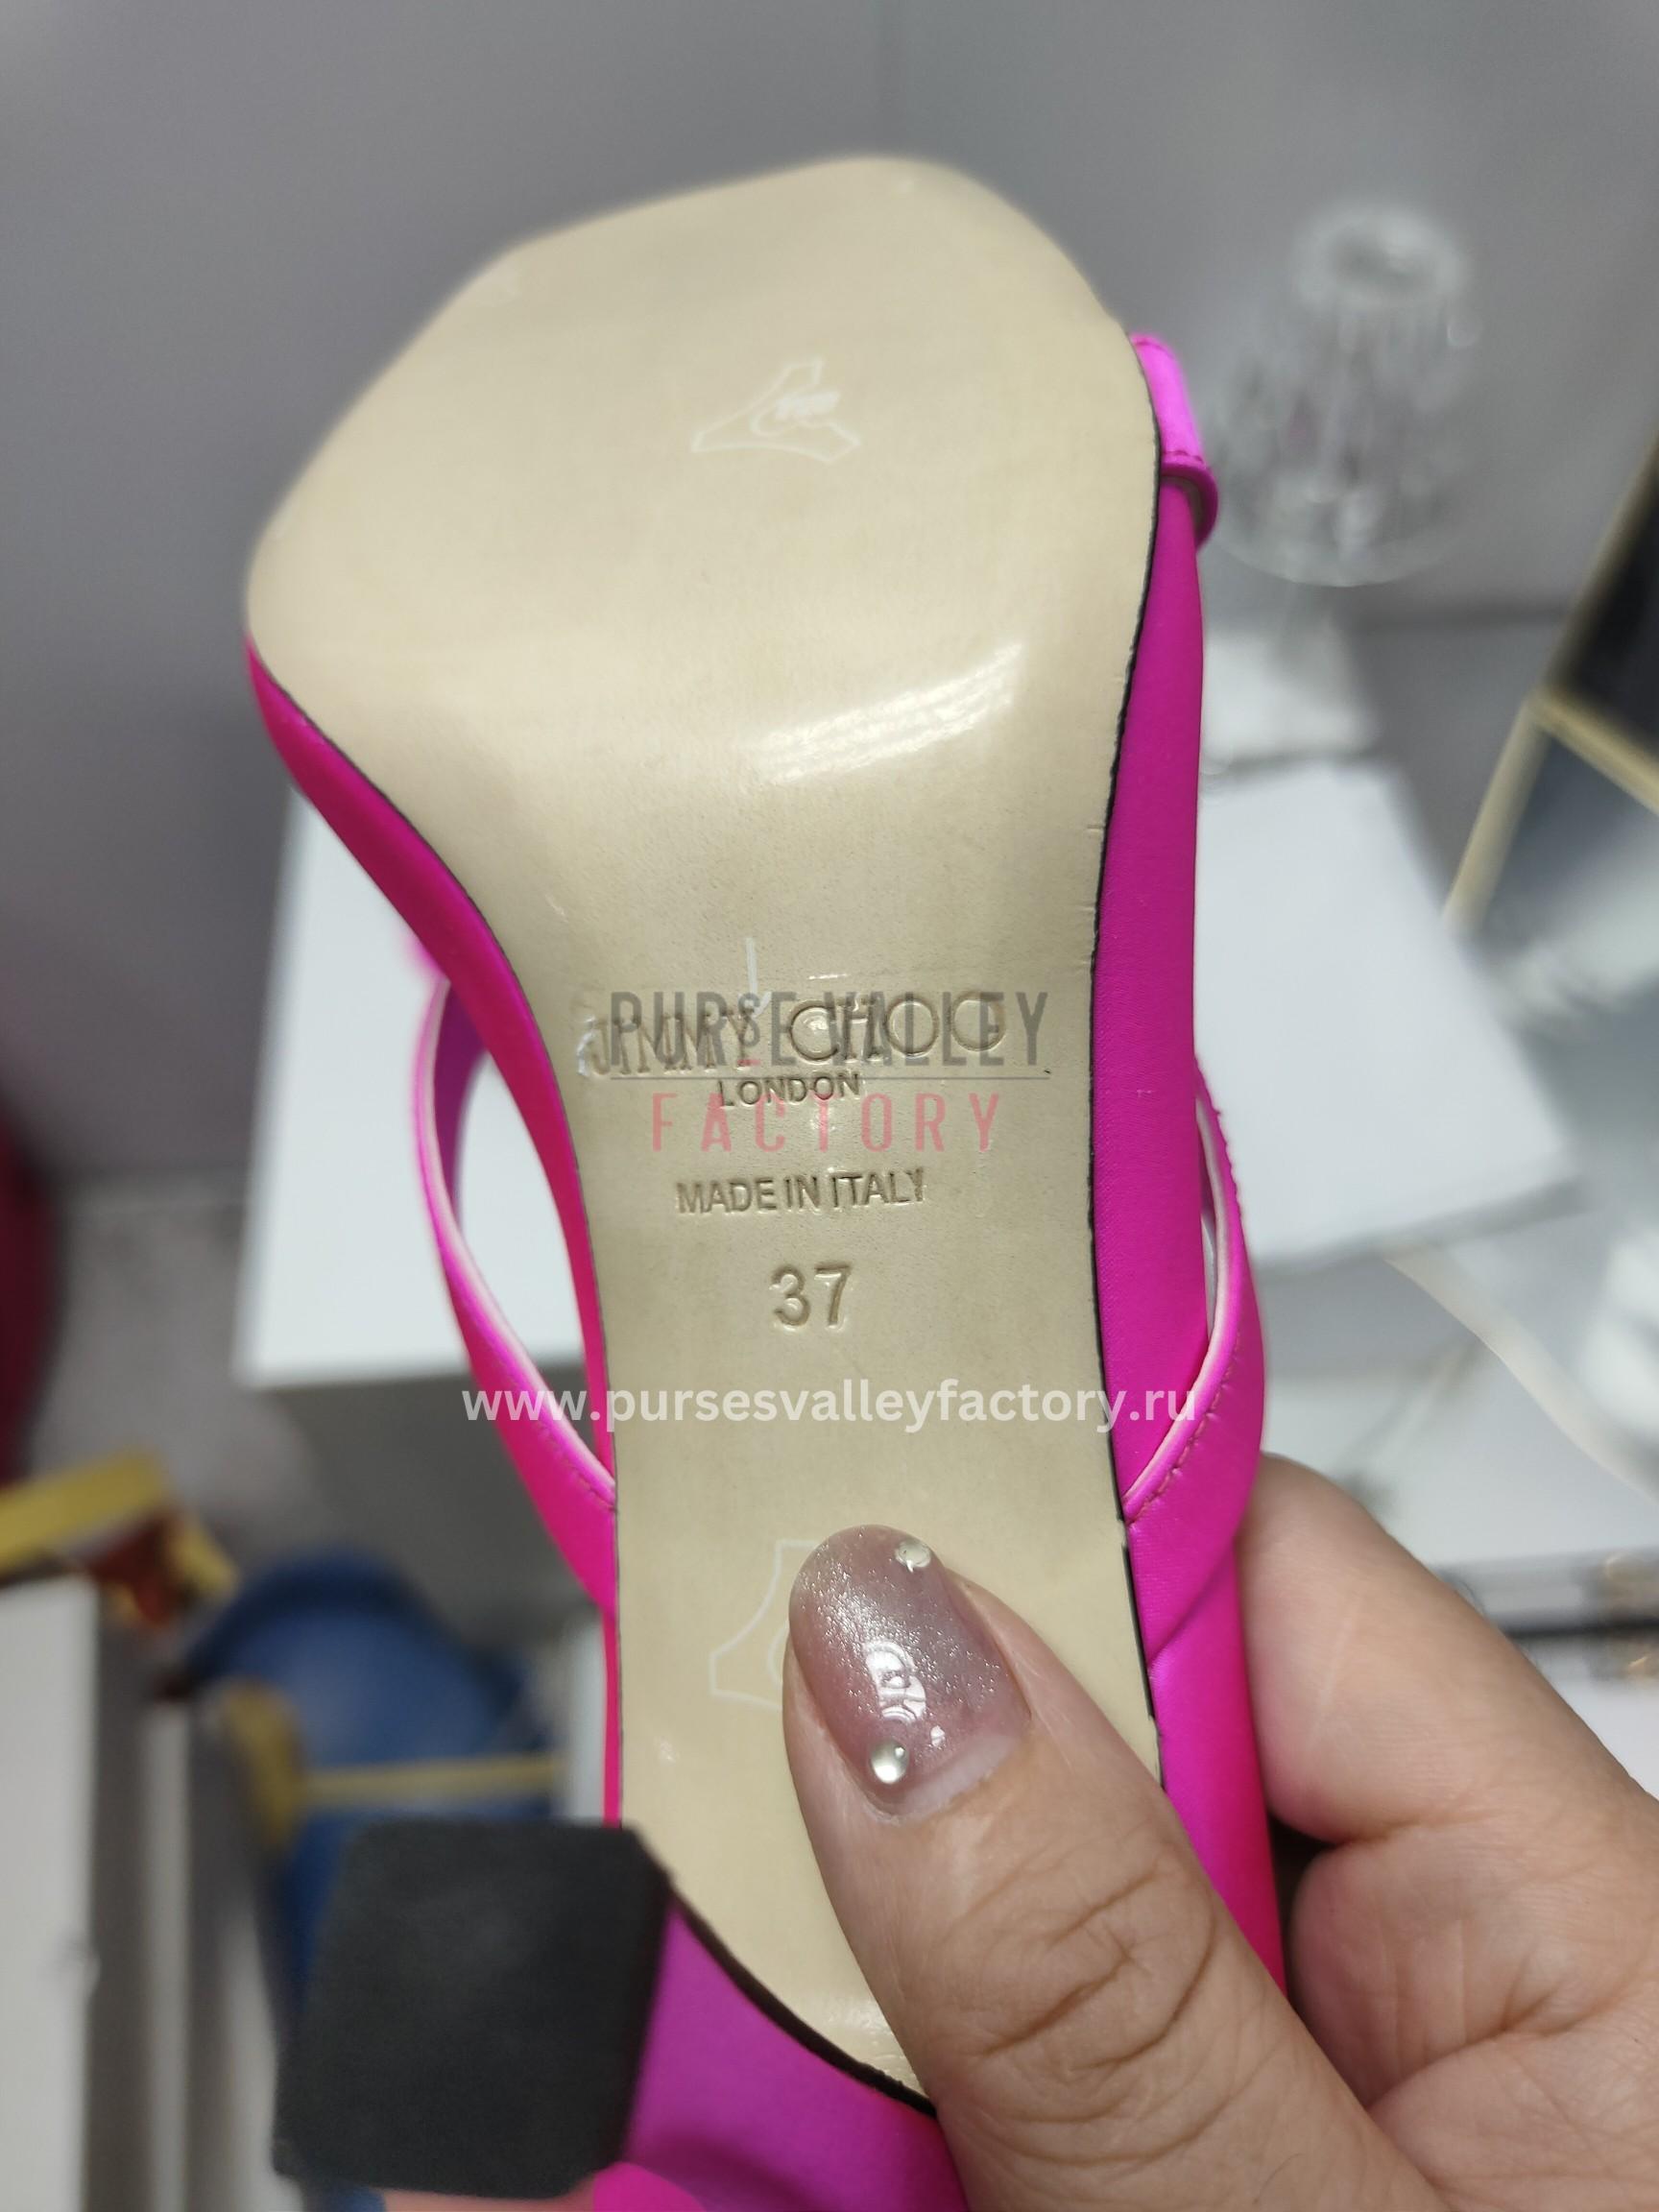 PURSE VALLEY
JIMMY CHOO
LONDON
FACTORY
MADE IN ITALY
37
www.pursesvalleyfactory.ru